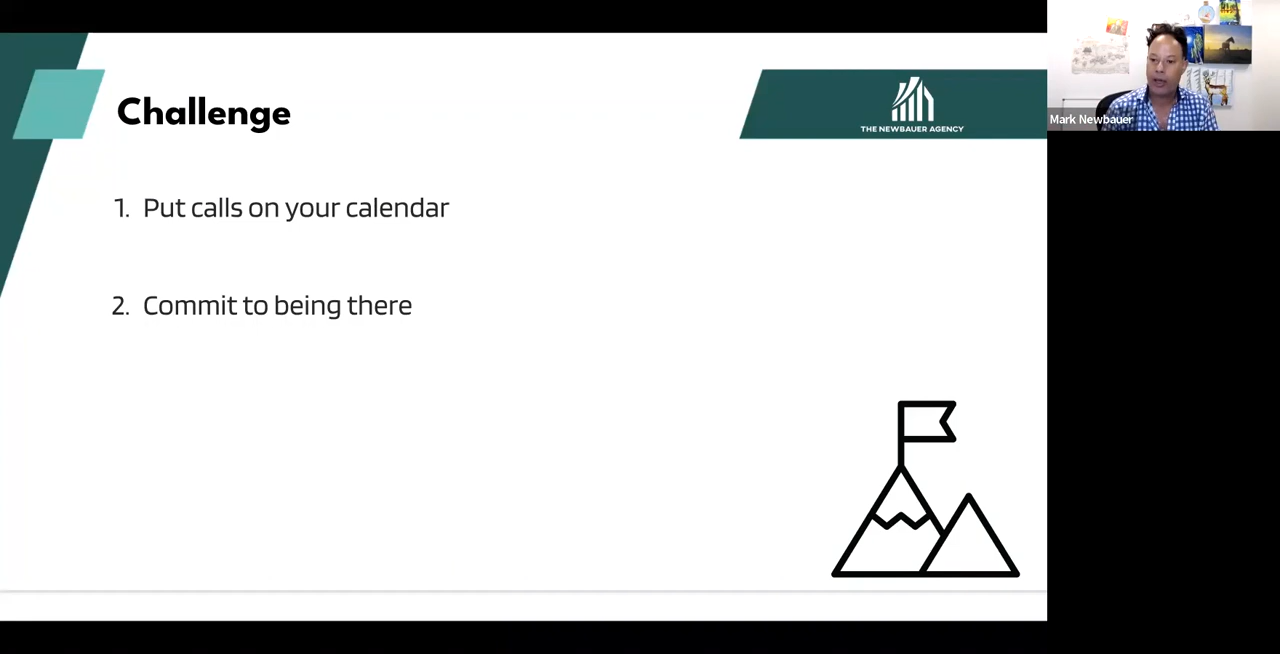 Challenge
THE NEWBAUER AGENCY
1. Put calls on your calendar
2. Commit to being there
Mark Newbauer